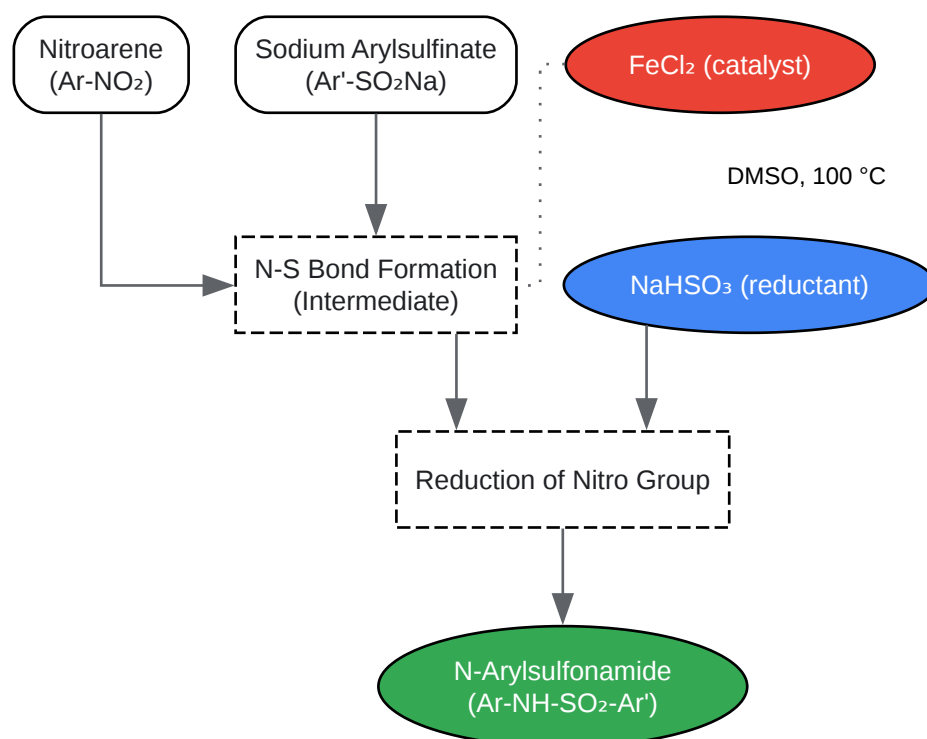 Nitroarene
(Ar-NO₂)
Sodium Arylsulfinate
(Ar'-SO₂Na)
FeCl₂ (catalyst)
DMSO, 100 °C
N-S Bond Formation
(Intermediate)
NaHSO₃ (reductant)
Reduction of Nitro Group
N-Arylsulfonamide
(Ar-NH-SO₂-Ar')